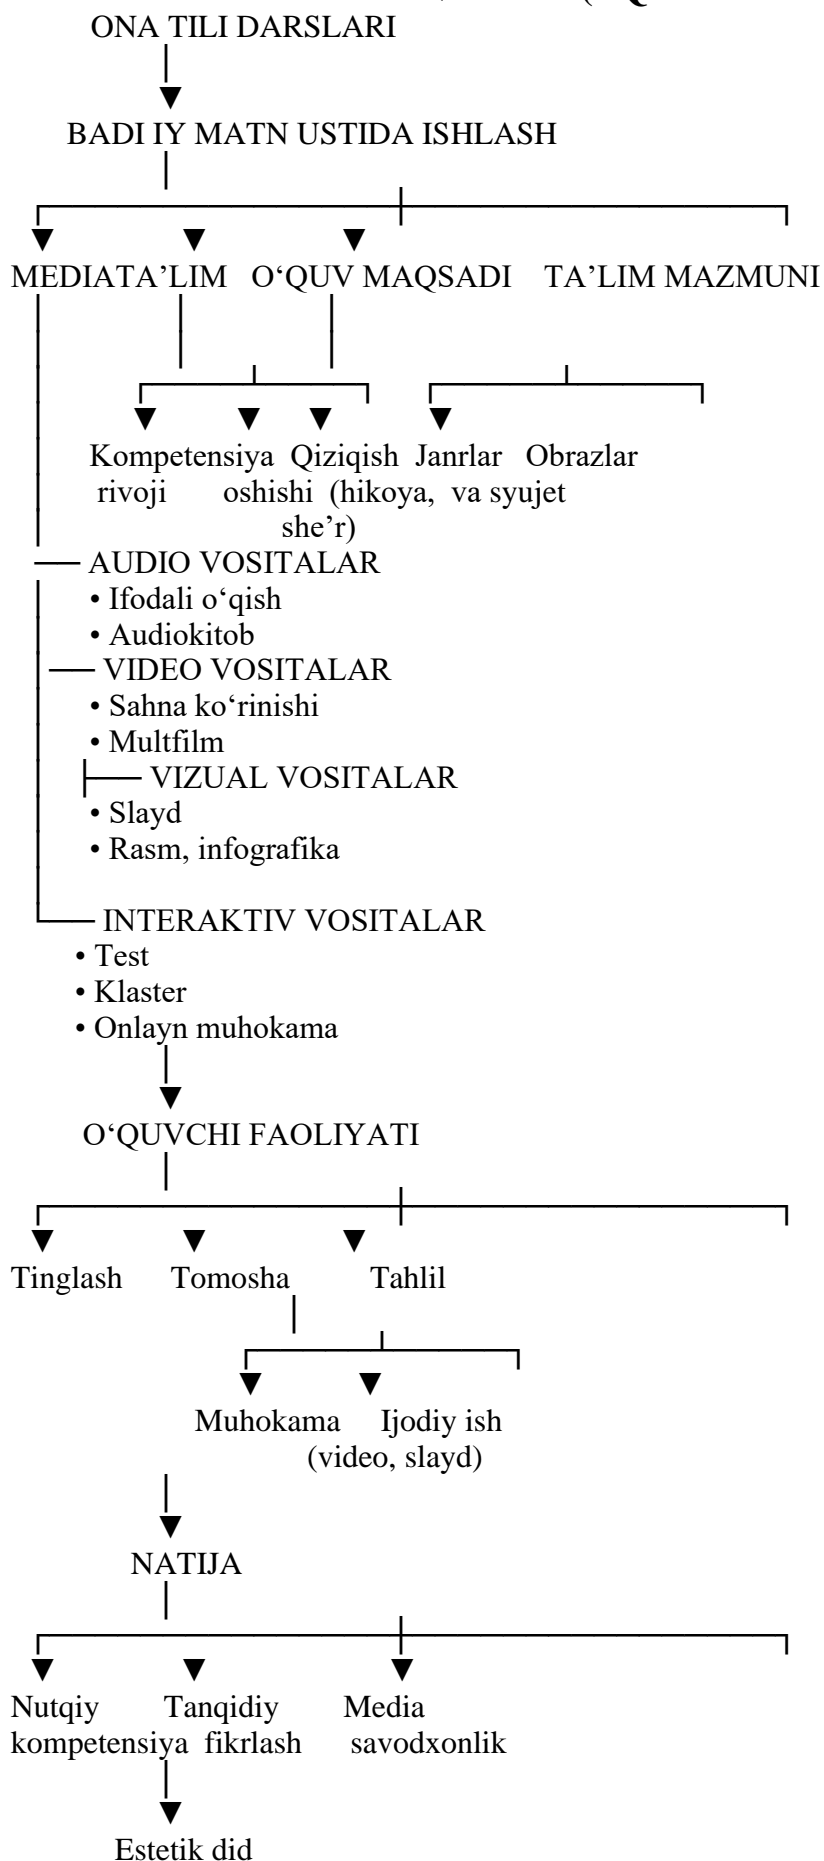 ONA TILI DARSLARI
BADI IY MATN USTIDA ISHLASH
MEDIATA’LIM O‘QUV MAQSADI TA’LIM MAZMUNI
Kompetensiya Qiziqish Janrlar Obrazlar
rivoji oshishi (hikoya, va syujet
she’r)
AUDIO VOSITALAR
• Ifodali o‘qish
• Audiokitob
VIDEO VOSITALAR
• Sahna ko‘rinishi
• Multfilm
VIZUAL VOSITALAR
• Slayd
• Rasm, infografika
INTERAKTIV VOSITALAR
• Test
• Klaster
• Onlayn muhokama
O‘QUVCHI FAOLIYATI
Tinglash Tomosha Tahlil
Muhokama Ijodiy ish
(video, slayd)
NATIJA
Nutqiy Tanqidiy Media
kompetensiya fikrlash savodxonlik
Estetik did